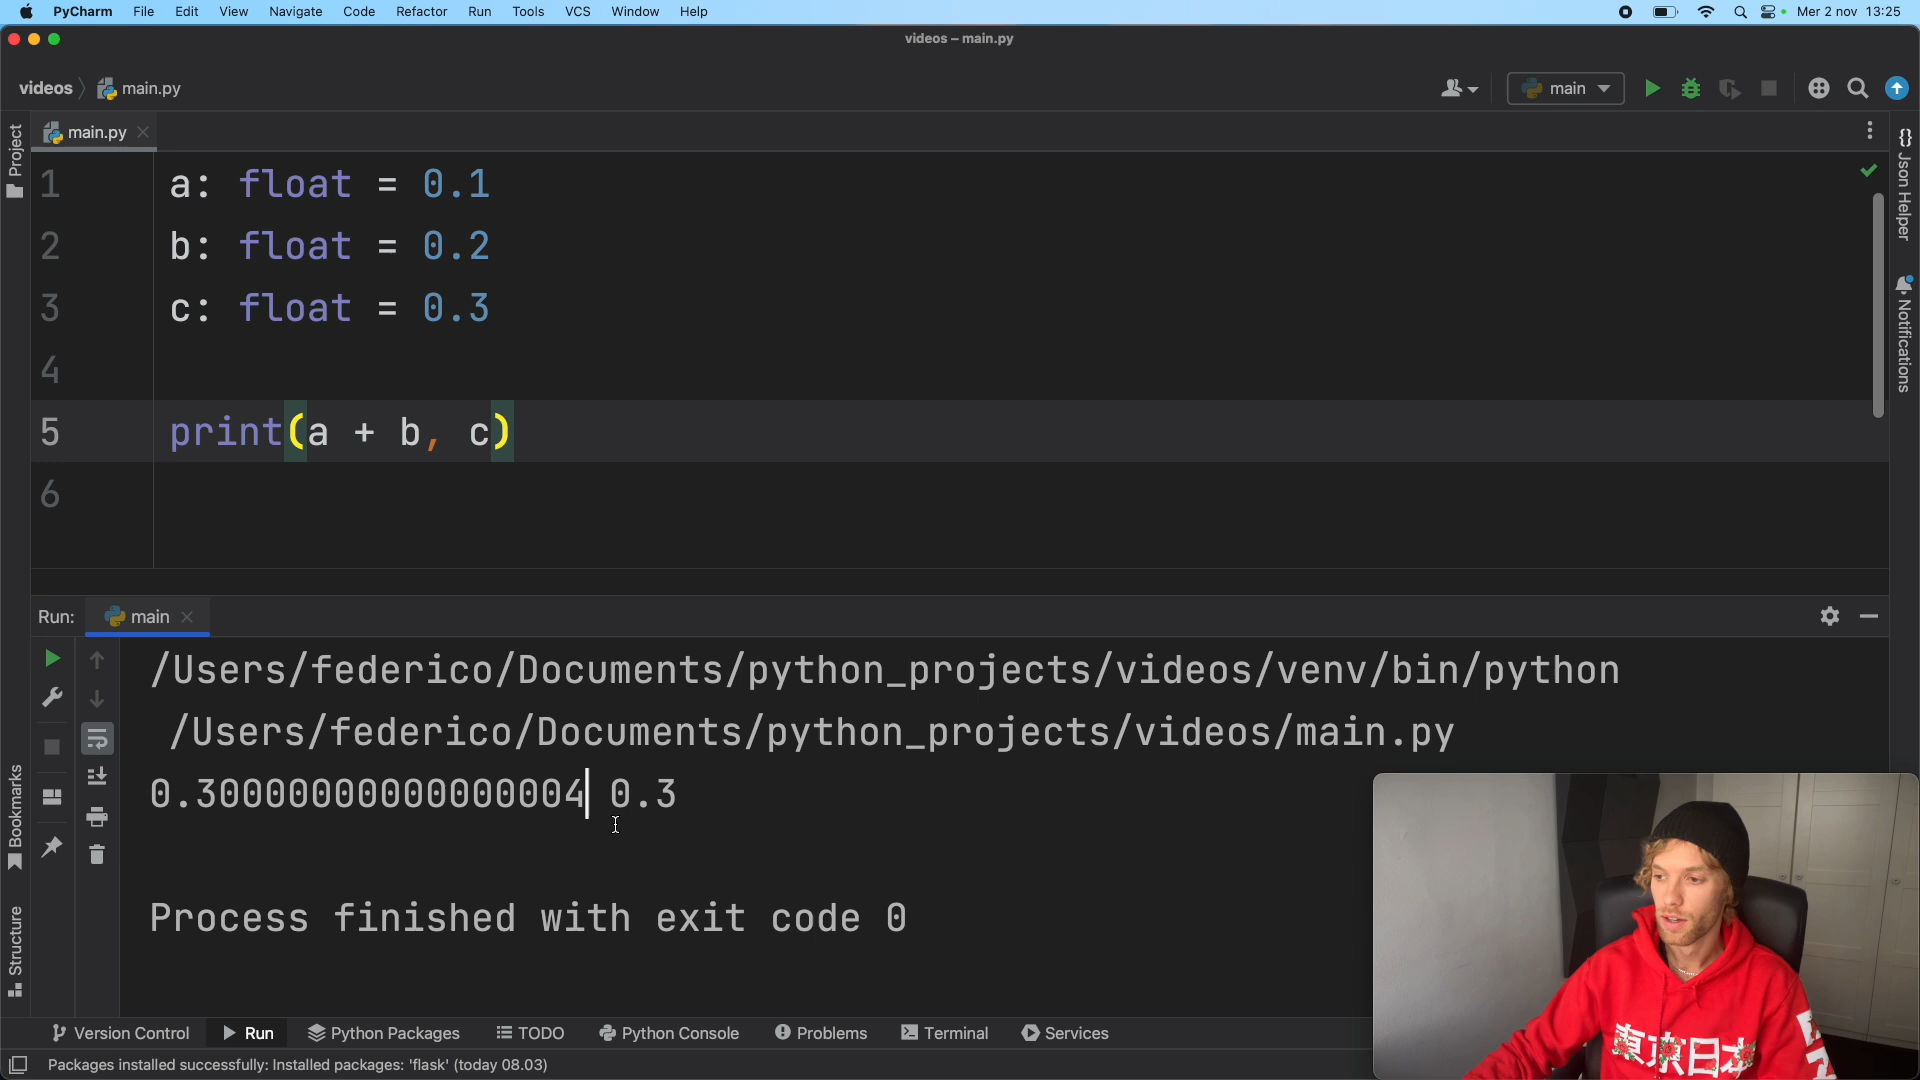 PyCharm File Edit View Navigate Code Refactor Run Tools VCS Window Help Mer 2 nov 13:25
videos – main.py
videos main.py main
Project
main.py
Json Helper
Notifications
1 a: float = 0.1
2 b: float = 0.2
3 c: float = 0.3
4
5 print(a + b, c)
6
Run: main
/Users/federico/Documents/python_projects/videos/venv/bin/python
/Users/federico/Documents/python_projects/videos/main.py
0.30000000000000004 0.3
Process finished with exit code 0
Bookmarks
Structure
東京日本
Version Control Run Python Packages TODO Python Console Problems Terminal Services
Packages installed successfully: Installed packages: 'flask' (today 08.03)